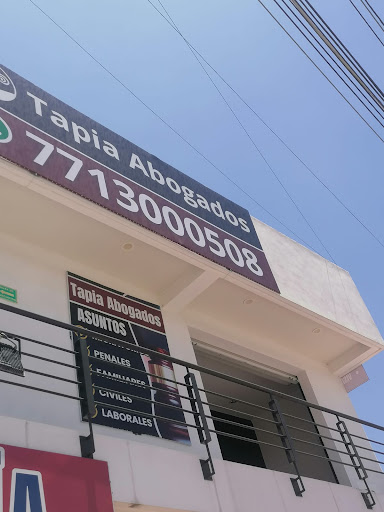 Tapia Abogados
7713000508
Tapia Abogados
ASUNTOS
PENALES
FAMILIARES
CIVILES
LABORALES